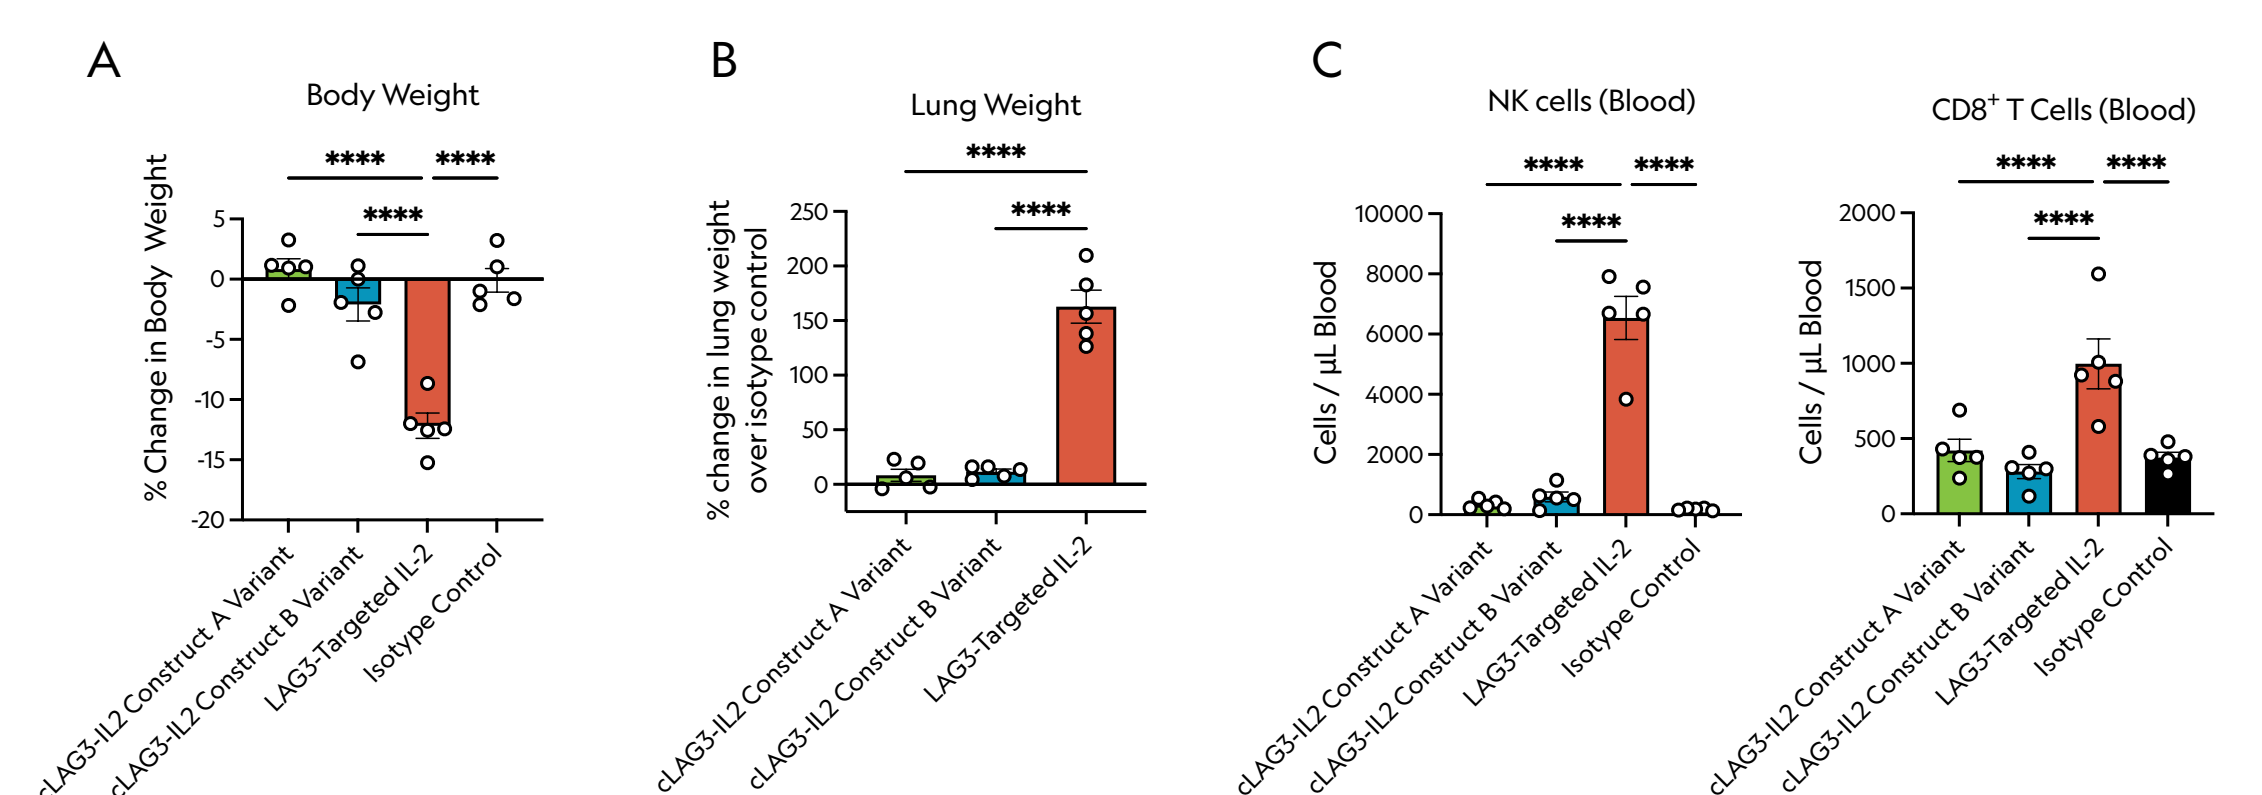 A
Body Weight
****
****
****
% Change in Body Weight
5
0
-5
-10
-15
-20
cLAG3-IL2 Construct A Variant
cLAG3-IL2 Construct B Variant
LAG3-Targeted IL-2
Isotype Control
B
Lung Weight
****
****
% change in lung weight
over isotype control
250
200
150
100
50
0
cLAG3-IL2 Construct A Variant
cLAG3-IL2 Construct B Variant
LAG3-Targeted IL-2
C
NK cells (Blood)
****
****
****
Cells / µL Blood
10000
8000
6000
4000
2000
0
cLAG3-IL2 Construct A Variant
cLAG3-IL2 Construct B Variant
LAG3-Targeted IL-2
Isotype Control
CD8⁺ T Cells (Blood)
****
****
****
Cells / µL Blood
2000
1500
1000
500
0
cLAG3-IL2 Construct A Variant
cLAG3-IL2 Construct B Variant
LAG3-Targeted IL-2
Isotype Control